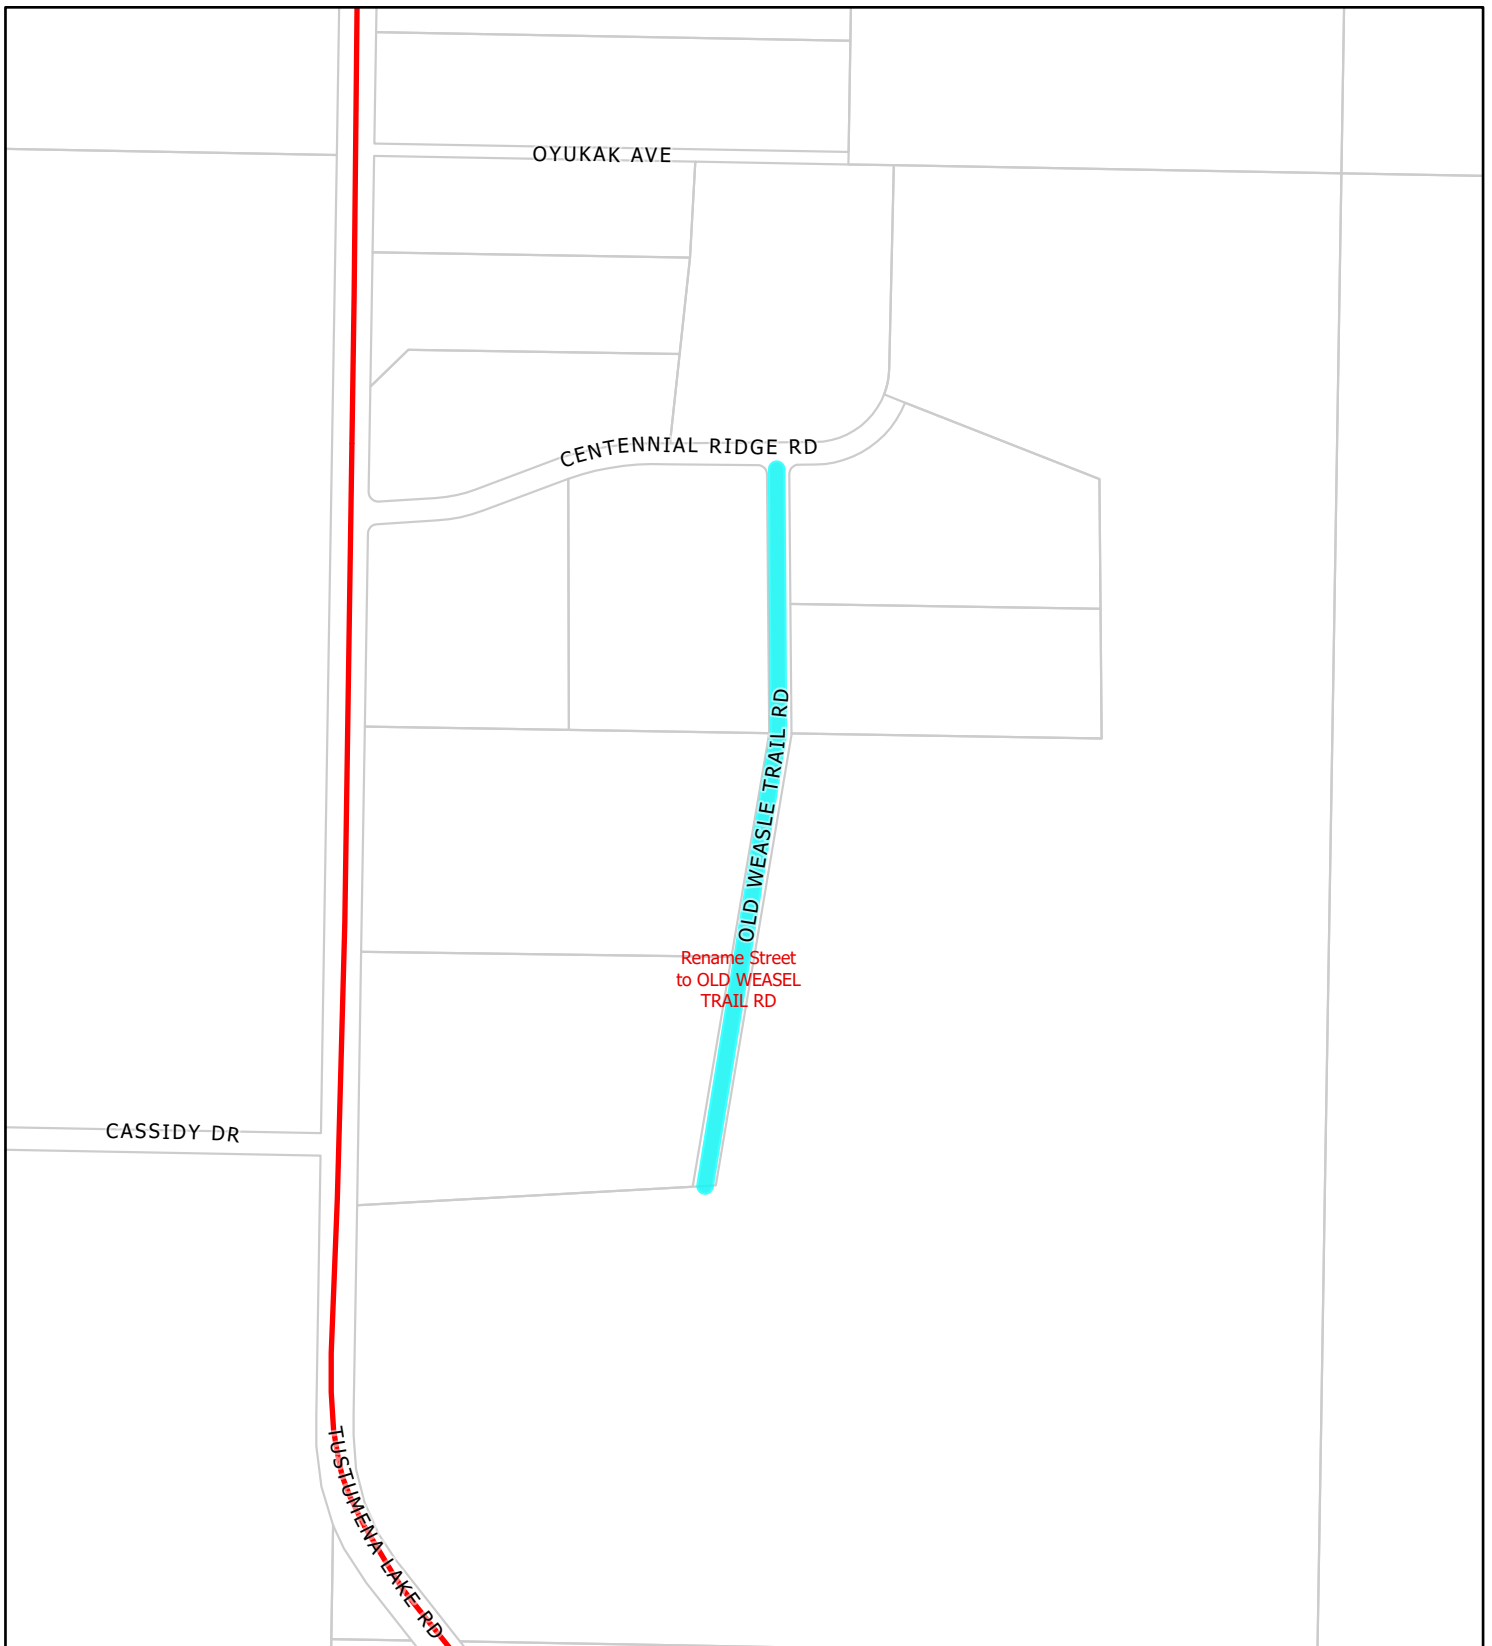 OYUKAK AVE
CENTENNIAL RIDGE RD
OLD WEASLE TRAIL RD
Rename Street
to OLD WEASEL
TRAIL RD
CASSIDY DR
TUSTUMENA LAKE RD